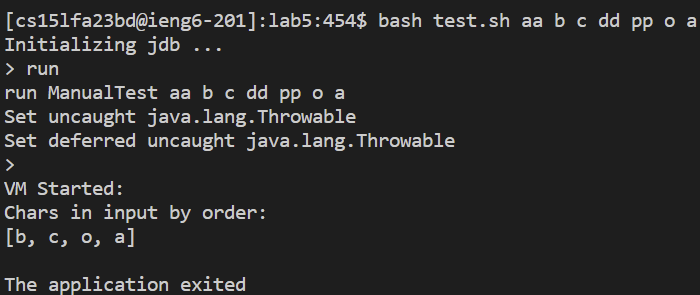 [cs15lfa23bd@ieng6-201]:lab5:454$ bash test.sh aa b c dd pp o a
Initializing jdb ...
> run
run ManualTest aa b c dd pp o a
Set uncaught java.lang.Throwable
Set deferred uncaught java.lang.Throwable
>
VM Started:
Chars in input by order:
[b, c, o, a]
The application exited